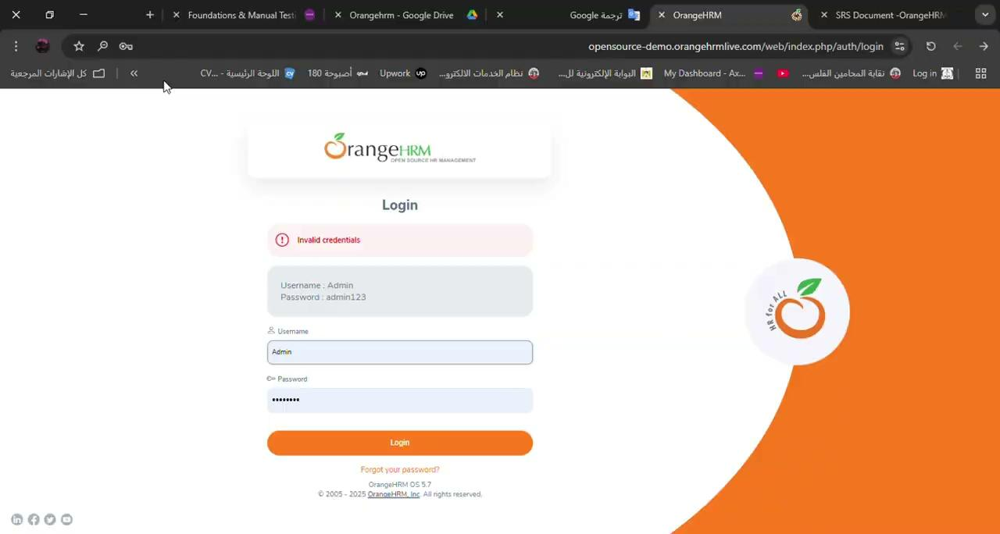 Foundations & Manual Test
Orangehrm - Google Drive
ترجمة Google
OrangeHRM
SRS Document -OrangeHRM
opensource-demo.orangehrmlive.com/web/index.php/auth/login
كل الإشارات المرجعية
CV... - اللوحة الرئيسية
أصبوحة 180
Upwork
نظام الخدمات الالكترو...
البوابة الإلكترونية لل...
My Dashboard - Ax...
نقابة المحامين الفلس...
Log in
OrangeHRM
OPEN SOURCE HR MANAGEMENT
Login
Invalid credentials
Username : Admin
Password : admin123
Username
Admin
Password
••••••••
Login
Forgot your password?
OrangeHRM OS 5.7
© 2005 - 2025 OrangeHRM, Inc. All rights reserved.
HR for ALL